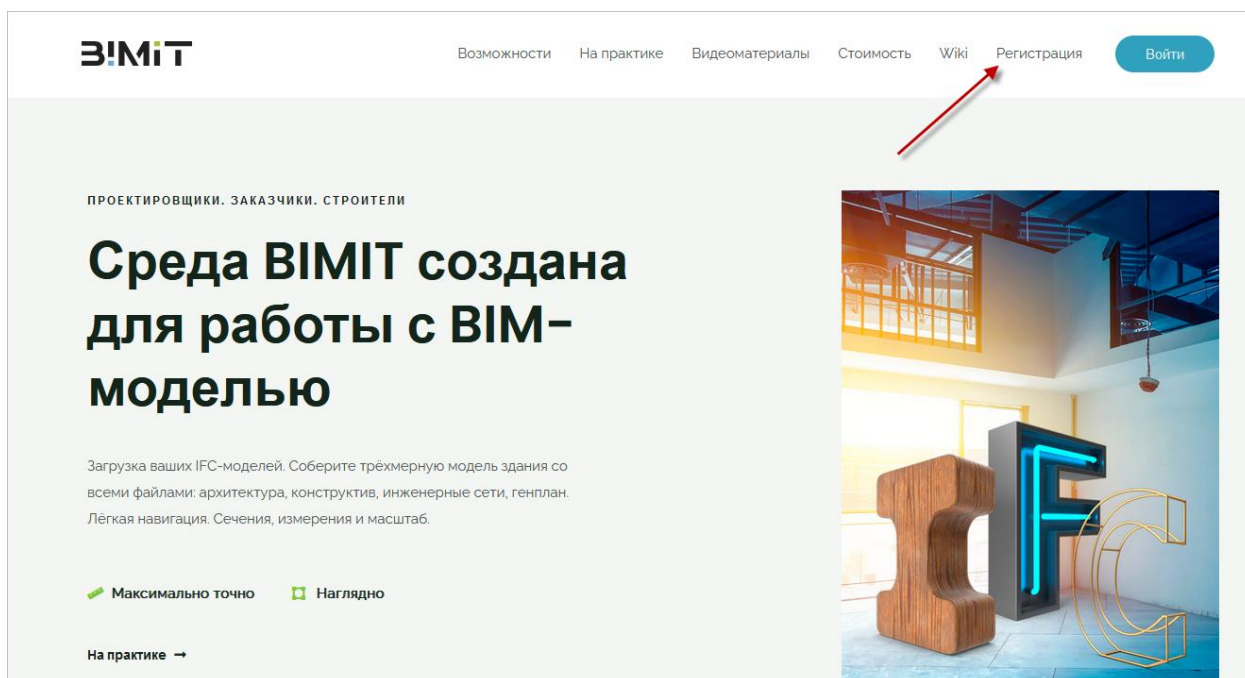 BIMiT
Возможности На практике Видеоматериалы Стоимость Wiki Регистрация Войти
ПРОЕКТИРОВЩИКИ. ЗАКАЗЧИКИ. СТРОИТЕЛИ
Среда BIMIT создана
для работы с BIM-
моделью
Загрузка ваших IFC-моделей. Соберите трёхмерную модель здания со
всеми файлами: архитектура, конструктив, инженерные сети, генплан.
Лёгкая навигация. Сечения, измерения и масштаб.
Максимально точно Наглядно
На практике →
IFC